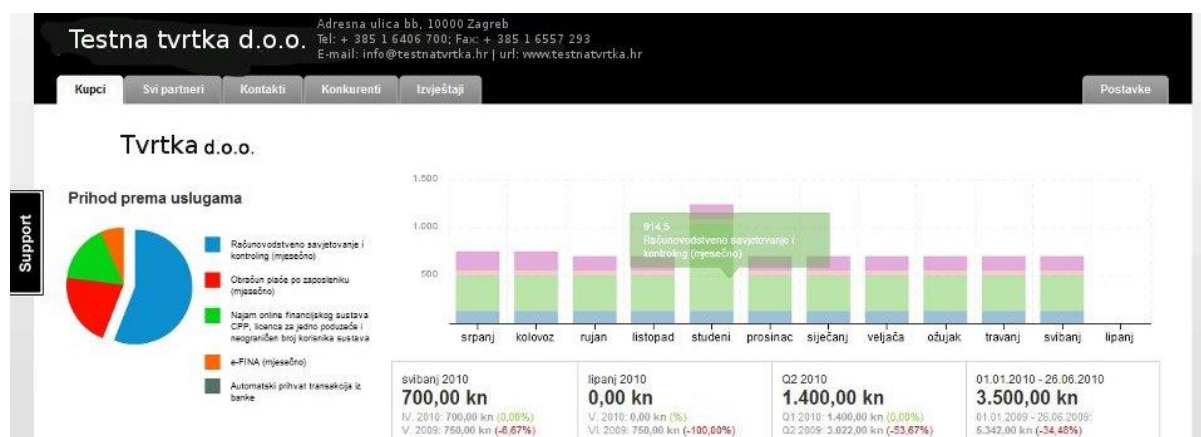 Testna tvrtka d.o.o.
Adresna ulica bb, 10000 Zagreb
Tel: + 385 1 6406 700; Fax: + 385 1 6557 293
E-mail: info@testnatvrtka.hr | url: www.testnatvrtka.hr
Kupci
Svi partneri
Kontakti
Konkurenti
Izvještaji
Postavke
Tvrtka d.o.o.
Support
Prihod prema uslugama
Računovodstveno savjetovanje i
kontroling (mjesečno)
Obračun plaće po zaposleniku
(mjesečno)
Najam online financijskog sustava
CPP, licenca za jedno poduzeće i
neograničen broj korisnika sustava
e-FINA (mjesečno)
Automatski prihvat transakcija iz
banke
1.500
1.000
500
914,5
Računovodstveno savjetovanje i
kontroling (mjesečno)
srpanj kolovoz rujan listopad studeni prosinac siječanj veljača ožujak travanj svibanj lipanj
svibanj 2010
700,00 kn
IV. 2010: 700,00 kn (0,00%)
V. 2009: 750,00 kn (-6,67%)
lipanj 2010
0,00 kn
V. 2010: 0,00 kn (%)
VI. 2009: 750,00 kn (-100,00%)
Q2 2010
1.400,00 kn
Q1 2010: 1.400,00 kn (0,00%)
Q2 2009: 3.022,00 kn (-53,67%)
01.01.2010 - 26.06.2010
3.500,00 kn
01.01.2009 - 26.06.2009:
5.342,00 kn (-34,48%)